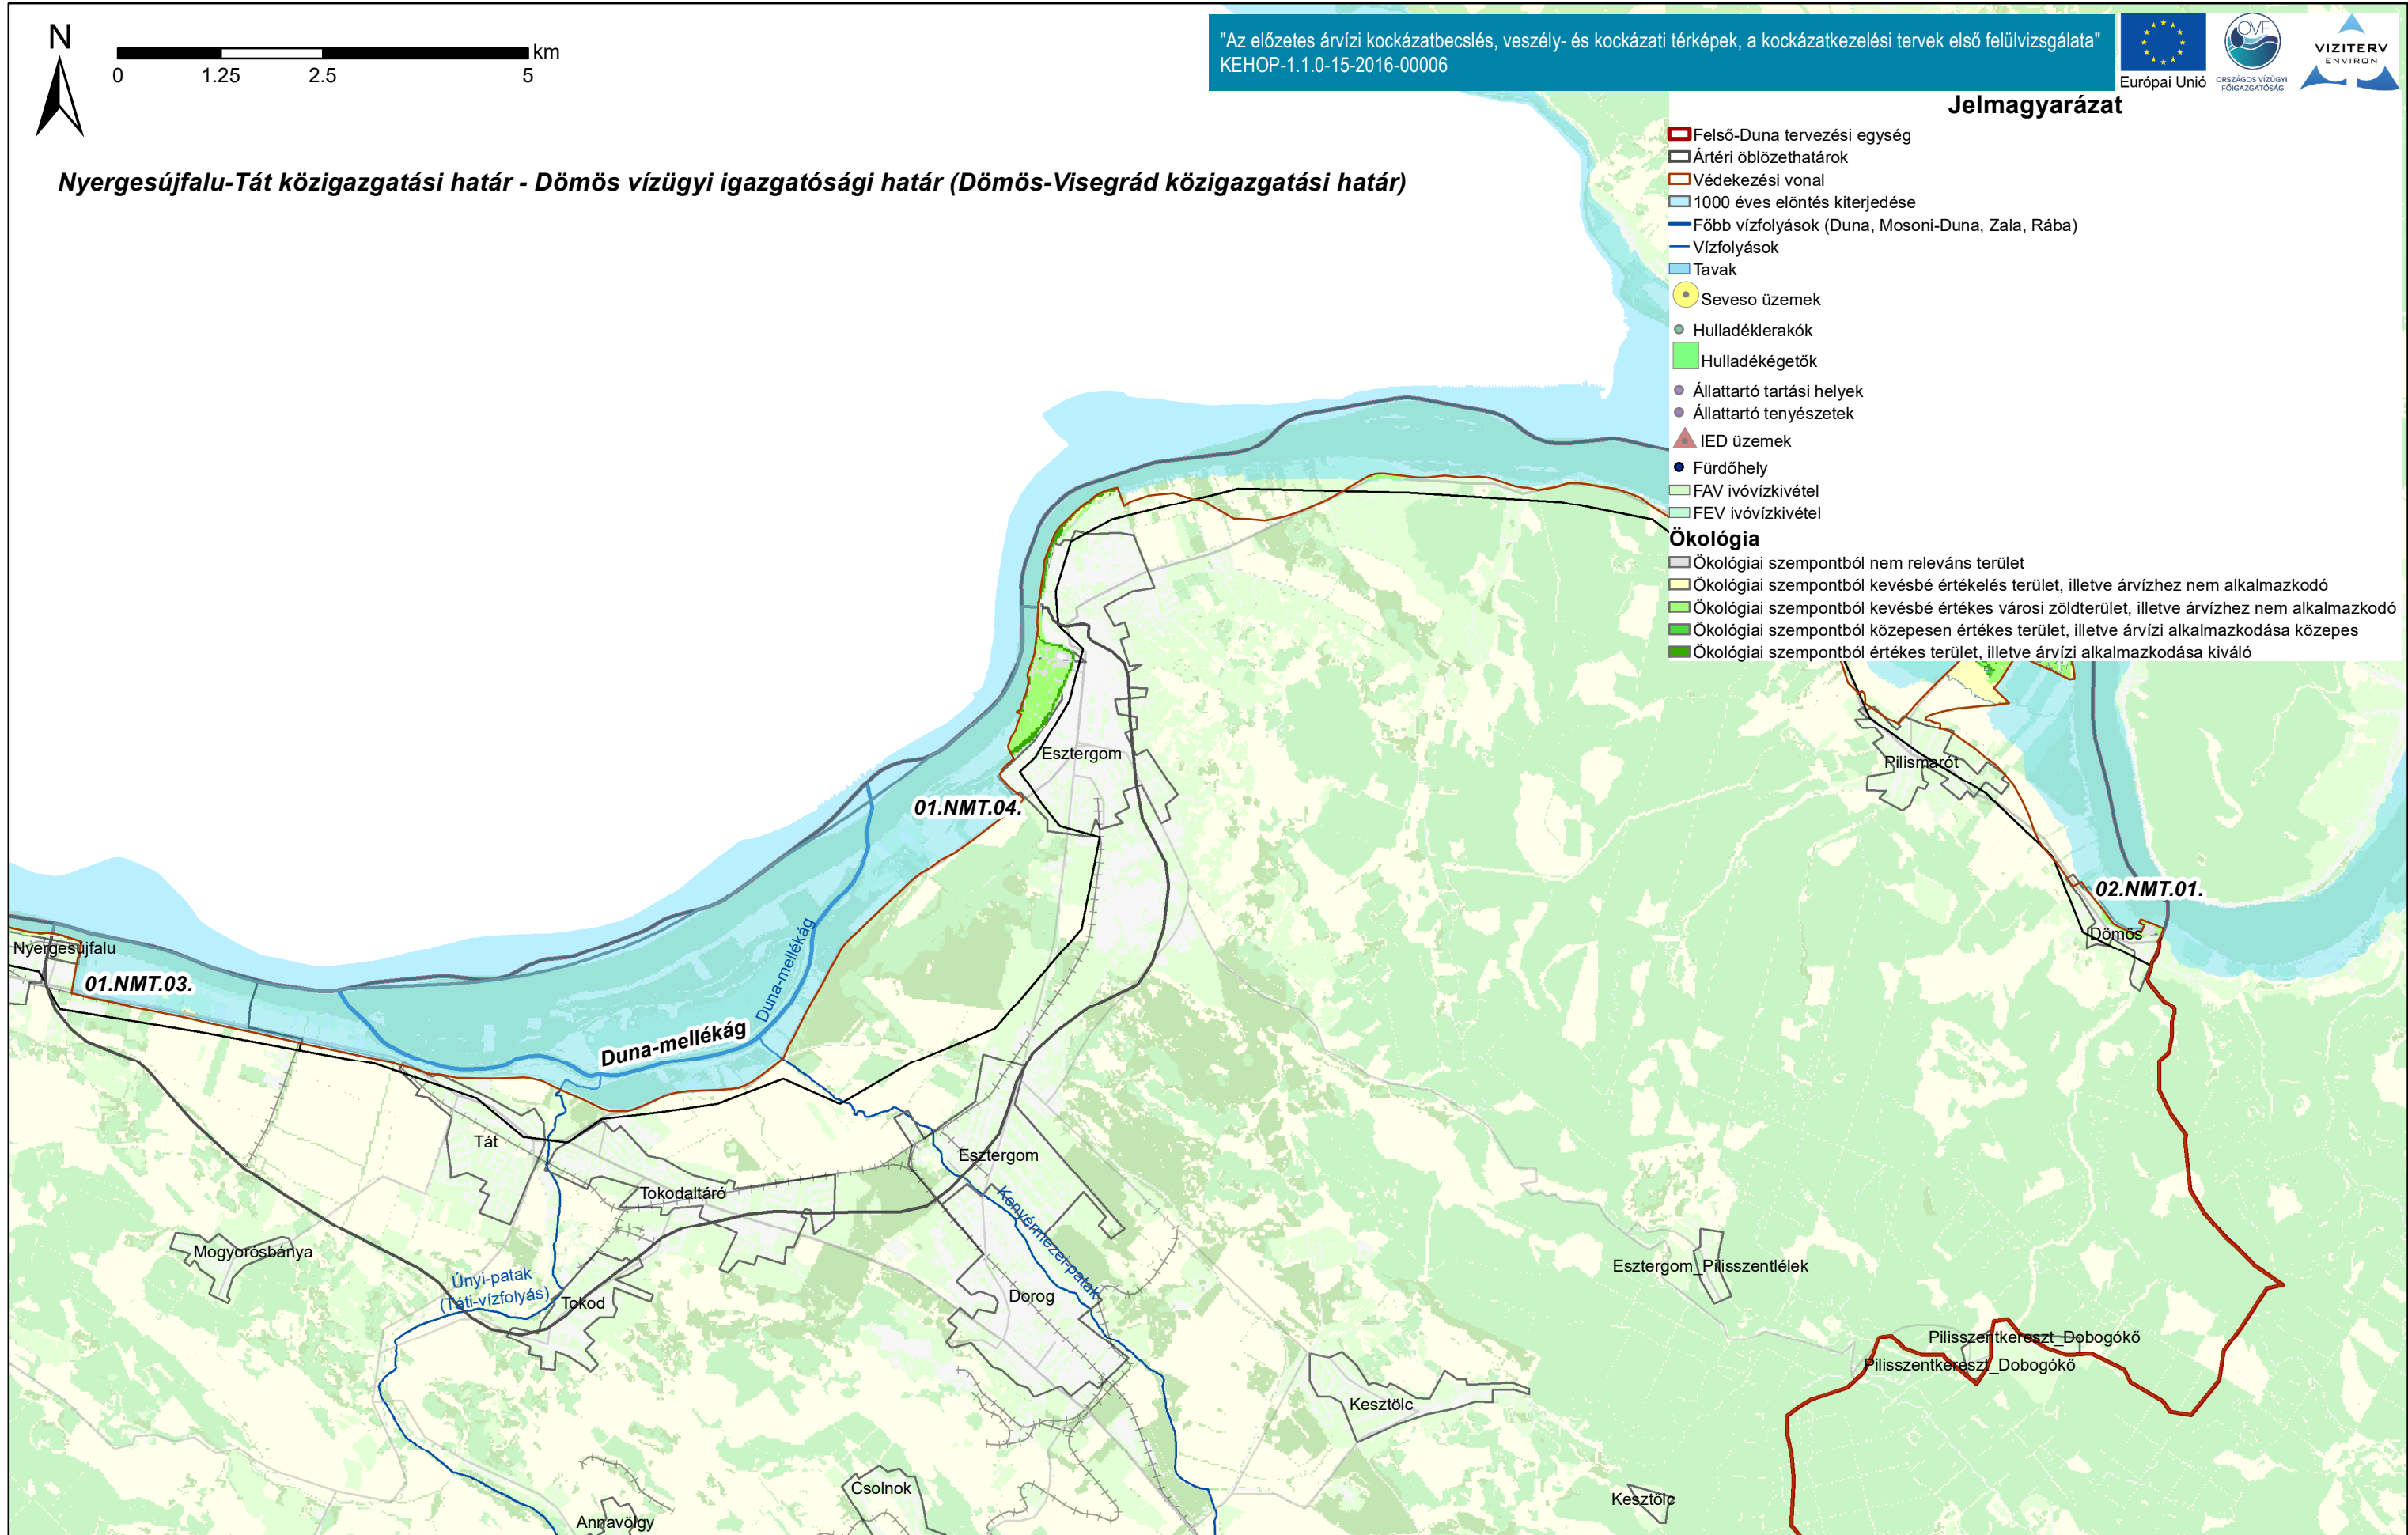 N
km
0 1.25 2.5 5
"Az előzetes árvízi kockázatbecslés, veszély- és kockázati térképek, a kockázatkezelési tervek első felülvizsgálata"
KEHOP-1.1.0-15-2016-00006
Európai Unió
OVF
ORSZÁGOS VÍZÜGYI
FŐIGAZGATÓSÁG
VIZITERV
ENVIRON
Nyergesújfalu-Tát közigazgatási határ - Dömös vízügyi igazgatósági határ (Dömös-Visegrád közigazgatási határ)
Jelmagyarázat
Felső-Duna tervezési egység
Ártéri öblözethatárok
Védekezési vonal
1000 éves elöntés kiterjedése
Főbb vízfolyások (Duna, Mosoni-Duna, Zala, Rába)
Vízfolyások
Tavak
Seveso üzemek
Hulladéklerakók
Hulladékégetők
Állattartó tartási helyek
Állattartó tenyészetek
IED üzemek
Fürdőhely
FAV ivóvízkivétel
FEV ivóvízkivétel
Ökológia
Ökológiai szempontból nem releváns terület
Ökológiai szempontból kevésbé értékelés terület, illetve árvízhez nem alkalmazkodó
Ökológiai szempontból kevésbé értékes városi zöldterület, illetve árvízhez nem alkalmazkodó
Ökológiai szempontból közepesen értékes terület, illetve árvízi alkalmazkodása közepes
Ökológiai szempontból értékes terület, illetve árvízi alkalmazkodása kiváló
Esztergom
Pilismarót
01.NMT.04.
02.NMT.01.
Dömös
Nyergesújfalu
01.NMT.03.
Duna-mellékág
Duna-mellékág
Tát
Esztergom
Tokodaltáró
Kenyérmezei-patak
Mogyorósbánya
Únyi-patak
(Táti-vízfolyás)
Tokod
Dorog
Esztergom_Pilisszentlélek
Pilisszentkereszt_Dobogókő
Pilisszentkereszt_Dobogókő
Kesztölc
Csolnok
Kesztölc
Annavölgy